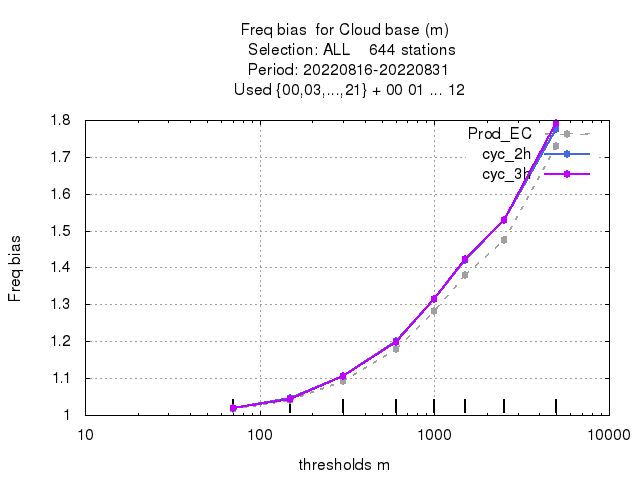 Freq bias  for Cloud base (m)
Selection: ALL    644 stations
Period: 20220816-20220831
Used {00,03,...,21} + 00 01 ... 12
1.8
1.7
1.6
1.5
1.4
1.3
1.2
1.1
1
Freq bias
Prod_EC
cyc_2h
cyc_3h
10 100 1000 10000
thresholds m